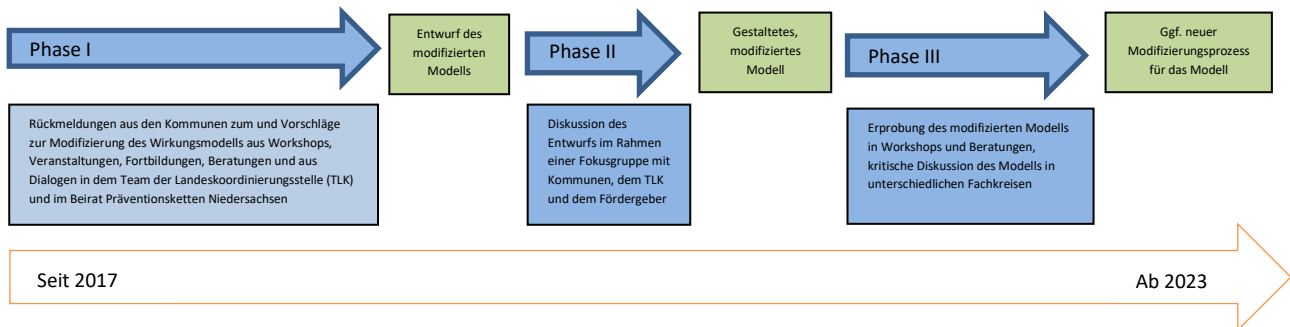 Phase I
Entwurf des
modifizierten
Modells
Phase II
Gestaltetes,
modifiziertes
Modell
Phase III
Ggf. neuer
Modifizierungsprozess
für das Modell
Rückmeldungen aus den Kommunen zum und Vorschläge
zur Modifizierung des Wirkungsmodells aus Workshops,
Veranstaltungen, Fortbildungen, Beratungen und aus
Dialogen in dem Team der Landeskoordinierungsstelle (TLK)
und im Beirat Präventionsketten Niedersachsen
Diskussion des
Entwurfs im Rahmen
einer Fokusgruppe mit
Kommunen, dem TLK
und dem Fördergeber
Erprobung des modifizierten Modells
in Workshops und Beratungen,
kritische Diskussion des Modells in
unterschiedlichen Fachkreisen
Seit 2017
Ab 2023